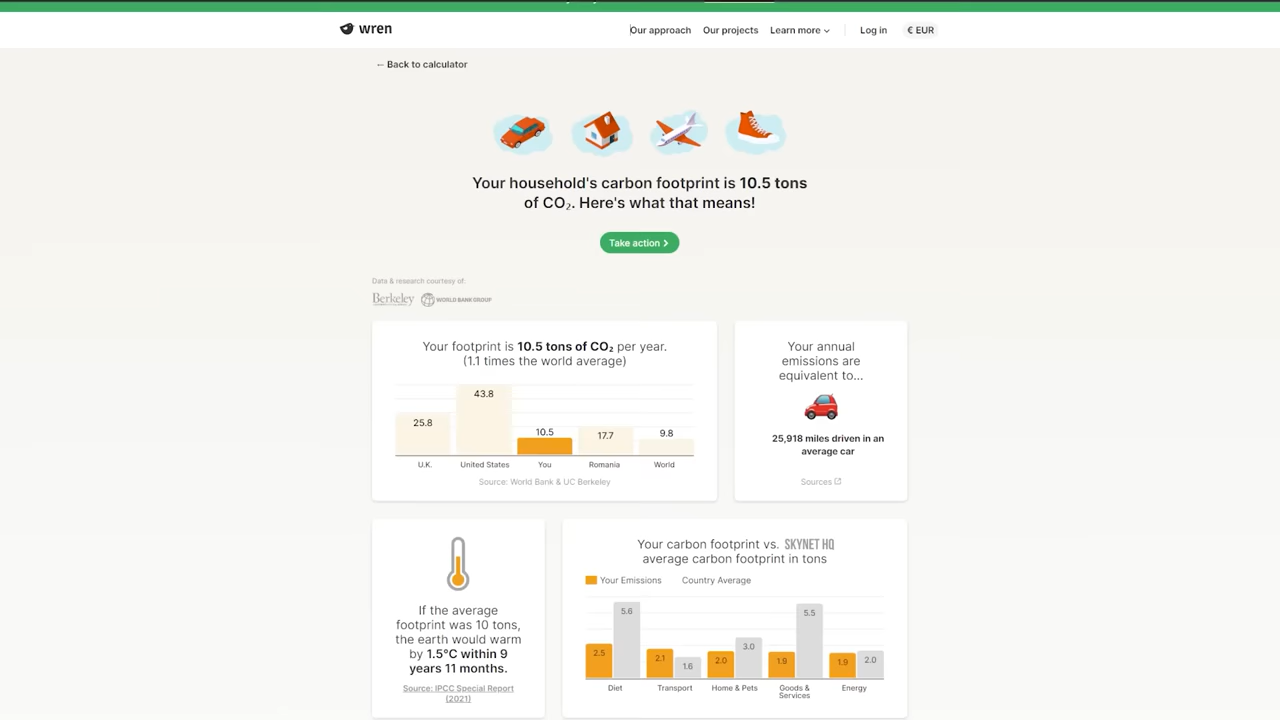 wren
Our approach
Our projects
Learn more
Log in
€ EUR
← Back to calculator
Your household's carbon footprint is 10.5 tons
of CO₂. Here's what that means!
Take action
Data & research courtesy of:
Berkeley
WORLD BANK GROUP
Your footprint is 10.5 tons of CO₂ per year.
(1.1 times the world average)
25.8
43.8
10.5
17.7
9.8
U.K.
United States
You
Romania
World
Source: World Bank & UC Berkeley
Your annual
emissions are
equivalent to...
25,918 miles driven in an
average car
Sources
If the average
footprint was 10 tons,
the earth would warm
by 1.5°C within 9
years 11 months.
Source: IPCC Special Report
(2021)
Your carbon footprint vs. SKYNET HQ
average carbon footprint in tons
Your Emissions
Country Average
2.5
5.6
2.1
1.6
2.0
3.0
1.9
5.5
1.9
2.0
Diet
Transport
Home & Pets
Goods &
Services
Energy